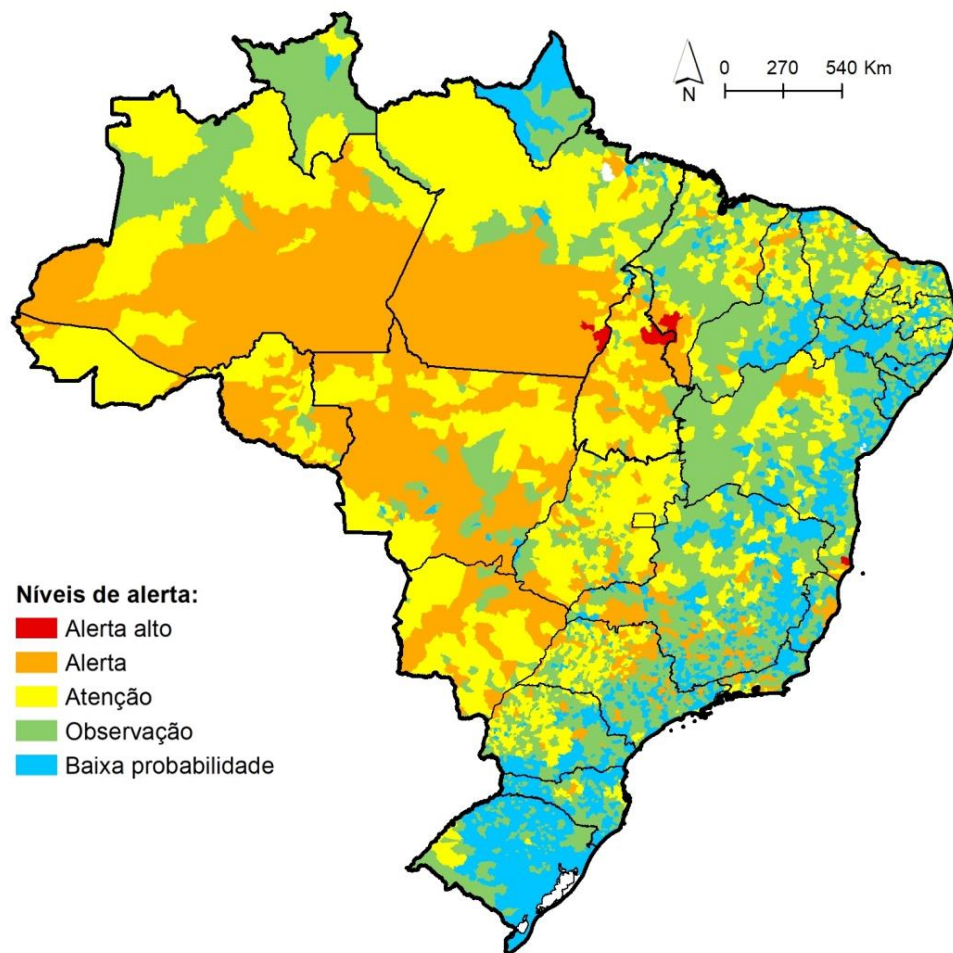 N
0 270 540 Km
Níveis de alerta:
Alerta alto
Alerta
Atenção
Observação
Baixa probabilidade